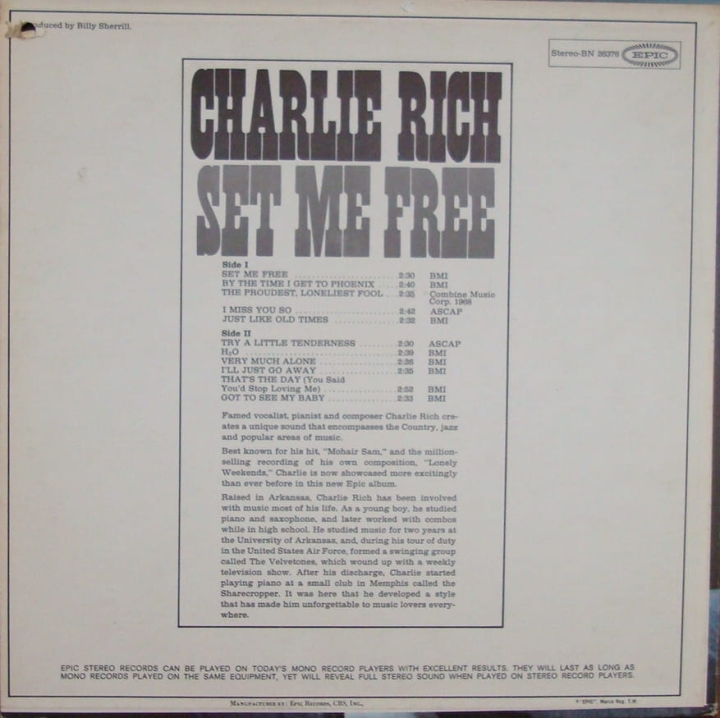 duced by Billy Sherrill.
Stereo-BN 26376 EPIC
CHARLIE RICH
SET ME FREE
Side I
SET ME FREE 2:30 BMI
BY THE TIME I GET TO PHOENIX 2:40 BMI
THE PROUDEST, LONELIEST FOOL 2:35 Combine Music
Corp. 1968
I MISS YOU SO 2:42 ASCAP
JUST LIKE OLD TIMES 2:32 BMI
Side II
TRY A LITTLE TENDERNESS ASCAP
H₂O 2:39 BMI
VERY MUCH ALONE BMI
I'LL JUST GO AWAY 2:35 BMI
THAT'S THE DAY (You Said
You'd Stop Loving Me) 2:52 BMI
GOT TO SEE MY BABY 2:33 BMI
Famed vocalist, pianist and composer Charlie Rich cre-
ates a unique sound that encompasses the Country, jazz
and popular areas of music.
Best known for his hit, "Mohair Sam," and the million-
selling recording of his own composition, "Lonely
Weekends," Charlie is now showcased more excitingly
than ever before in this new Epic album.
Raised in Arkansas, Charlie Rich has been involved
with music most of his life. As a young boy, he studied
piano and saxophone, and later worked with combos
while in high school. He studied music for two years at
the University of Arkansas, and, during his tour of duty
in the United States Air Force, formed a swinging group
called The Velvetones, which wound up with a weekly
television show. After his discharge, Charlie started
playing piano at a small club in Memphis called the
Sharecropper. It was here that he developed a style
that has made him unforgettable to music lovers every-
where.
EPIC STEREO RECORDS CAN BE PLAYED ON TODAY'S MONO RECORD PLAYERS WITH EXCELLENT RESULTS. THEY WILL LAST AS LONG AS
MONO RECORDS PLAYED ON THE SAME EQUIPMENT, YET WILL REVEAL FULL STEREO SOUND WHEN PLAYED ON STEREO RECORD PLAYERS.
MANUFACTURED BY: EPIC RECORDS, CBS, INC.,
"EPIC", Marca Reg. T.M.